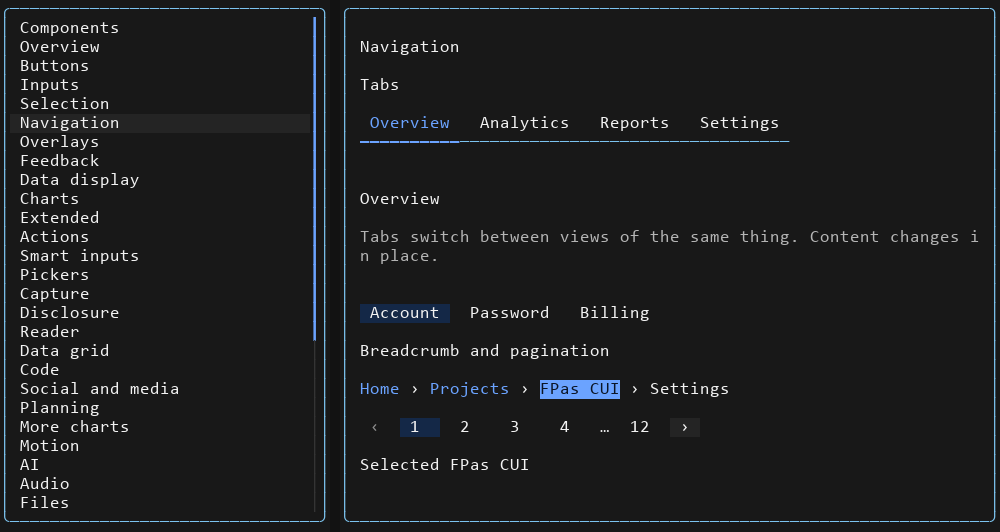 Components
Overview
Buttons
Inputs
Selection
Navigation
Overlays
Feedback
Data display
Charts
Extended
Actions
Smart inputs
Pickers
Capture
Disclosure
Reader
Data grid
Code
Social and media
Planning
More charts
Motion
AI
Audio
Files
Navigation
Tabs
Overview Analytics Reports Settings
Overview
Tabs switch between views of the same thing. Content changes i
n place.
Account Password Billing
Breadcrumb and pagination
Home › Projects › FPas CUI › Settings
‹ 1 2 3 4 … 12 ›
Selected FPas CUI